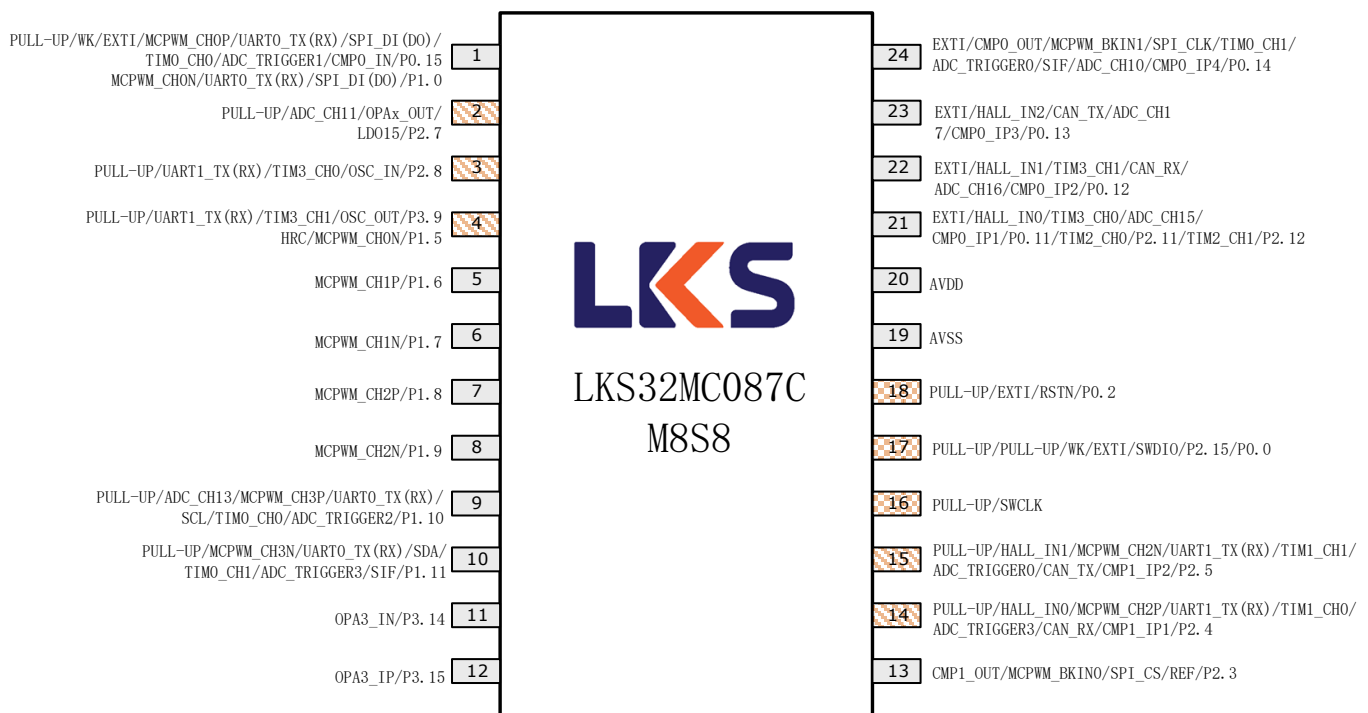 PULL-UP/WK/EXTI/MCPWM_CH0P/UART0_TX(RX)/SPI_DI(DO)/
TIM0_CH0/ADC_TRIGGER1/CMP0_IN/P0.15
MCPWM_CH0N/UART0_TX(RX)/SPI_DI(DO)/P1.0
1
PULL-UP/ADC_CH11/OPAx_OUT/
LDO15/P2.7
2
PULL-UP/UART1_TX(RX)/TIM3_CH0/OSC_IN/P2.8
3
PULL-UP/UART1_TX(RX)/TIM3_CH1/OSC_OUT/P3.9
HRC/MCPWM_CH0N/P1.5
4
MCPWM_CH1P/P1.6
5
MCPWM_CH1N/P1.7
6
MCPWM_CH2P/P1.8
7
MCPWM_CH2N/P1.9
8
PULL-UP/ADC_CH13/MCPWM_CH3P/UART0_TX(RX)/
SCL/TIM0_CH0/ADC_TRIGGER2/P1.10
9
PULL-UP/MCPWM_CH3N/UART0_TX(RX)/SDA/
TIM0_CH1/ADC_TRIGGER3/SIF/P1.11
10
OPA3_IN/P3.14
11
OPA3_IP/P3.15
12
LKS
LKS32MC087C
M8S8
24
EXTI/CMP0_OUT/MCPWM_BKIN1/SPI_CLK/TIM0_CH1/
ADC_TRIGGER0/SIF/ADC_CH10/CMP0_IP4/P0.14
23
EXTI/HALL_IN2/CAN_TX/ADC_CH1
7/CMP0_IP3/P0.13
22
EXTI/HALL_IN1/TIM3_CH1/CAN_RX/
ADC_CH16/CMP0_IP2/P0.12
21
EXTI/HALL_IN0/TIM3_CH0/ADC_CH15/
CMP0_IP1/P0.11/TIM2_CH0/P2.11/TIM2_CH1/P2.12
20
AVDD
19
AVSS
18
PULL-UP/EXTI/RSTN/P0.2
17
PULL-UP/PULL-UP/WK/EXTI/SWDIO/P2.15/P0.0
16
PULL-UP/SWCLK
15
PULL-UP/HALL_IN1/MCPWM_CH2N/UART1_TX(RX)/TIM1_CH1/
ADC_TRIGGER0/CAN_TX/CMP1_IP2/P2.5
14
PULL-UP/HALL_IN0/MCPWM_CH2P/UART1_TX(RX)/TIM1_CH0/
ADC_TRIGGER3/CAN_RX/CMP1_IP1/P2.4
13
CMP1_OUT/MCPWM_BKIN0/SPI_CS/REF/P2.3